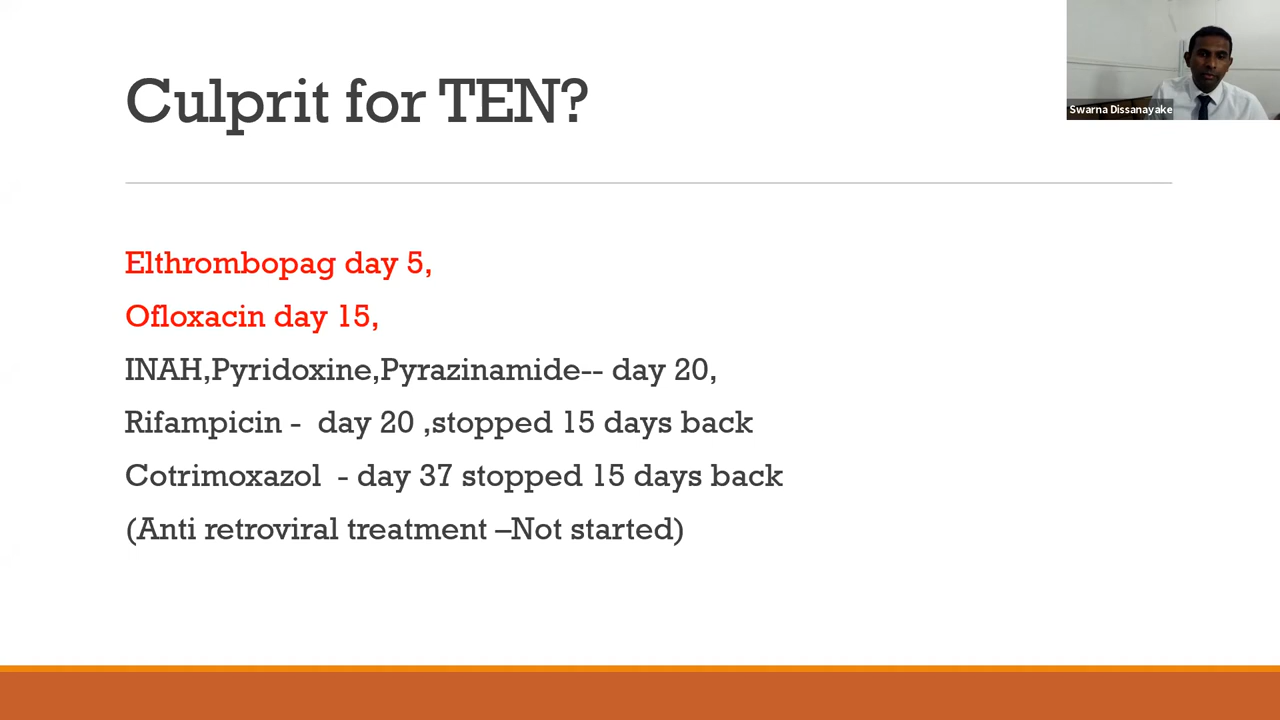 Culprit for TEN?
Swarna Dissanayake
Elthrombopag day 5,
Ofloxacin day 15,
INAH,Pyridoxine,Pyrazinamide-- day 20,
Rifampicin -  day 20 ,stopped 15 days back
Cotrimoxazol  - day 37 stopped 15 days back
(Anti retroviral treatment –Not started)